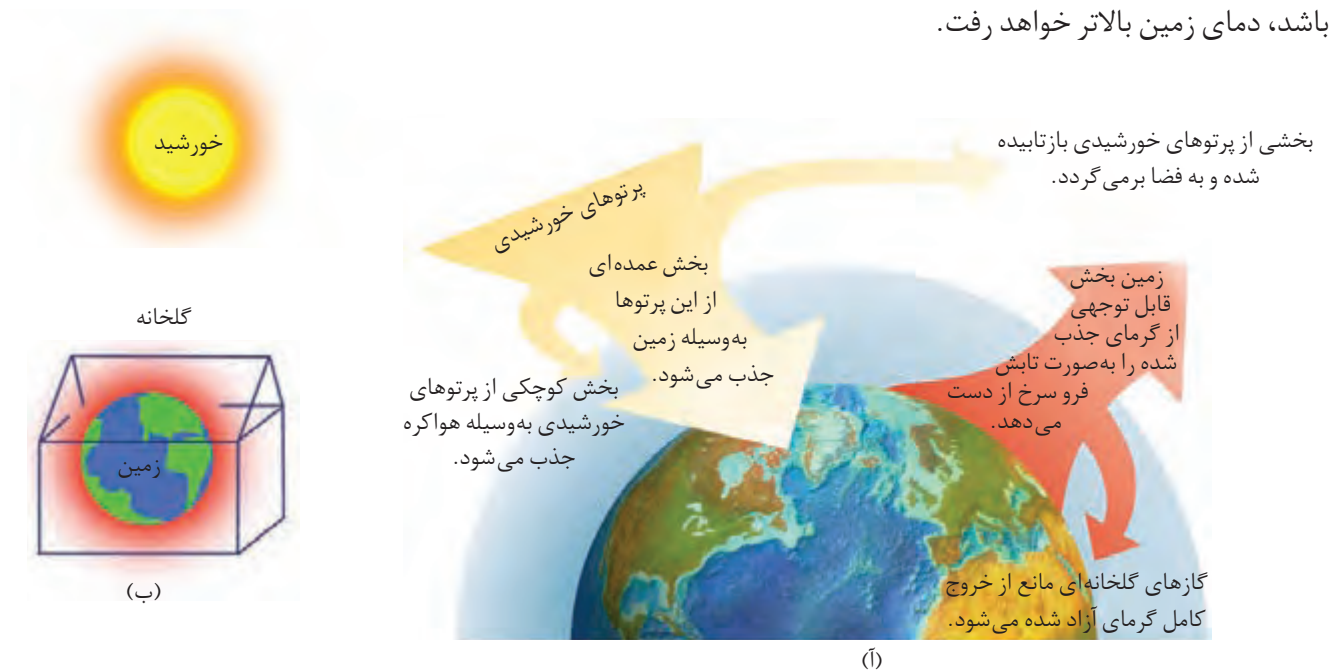 باشد، دمای زمین بالاتر خواهد رفت.
بخشی از پرتوهای خورشیدی بازتابیده
شده و به فضا برمی‌گردد.
پرتوهای خورشیدی
بخش عمده‌ای
از این پرتوها
به‌وسیله زمین
جذب می‌شود.
زمین بخش
قابل توجهی
از گرمای جذب
شده را به‌صورت تابش
فرو سرخ از دست
می‌دهد.
بخش کوچکی از پرتوهای
خورشیدی به‌وسیله هواکره
جذب می‌شود.
گازهای گلخانه‌ای مانع از خروج
کامل گرمای آزاد شده می‌شود.
(آ)
خورشید
گلخانه
زمین
(ب)